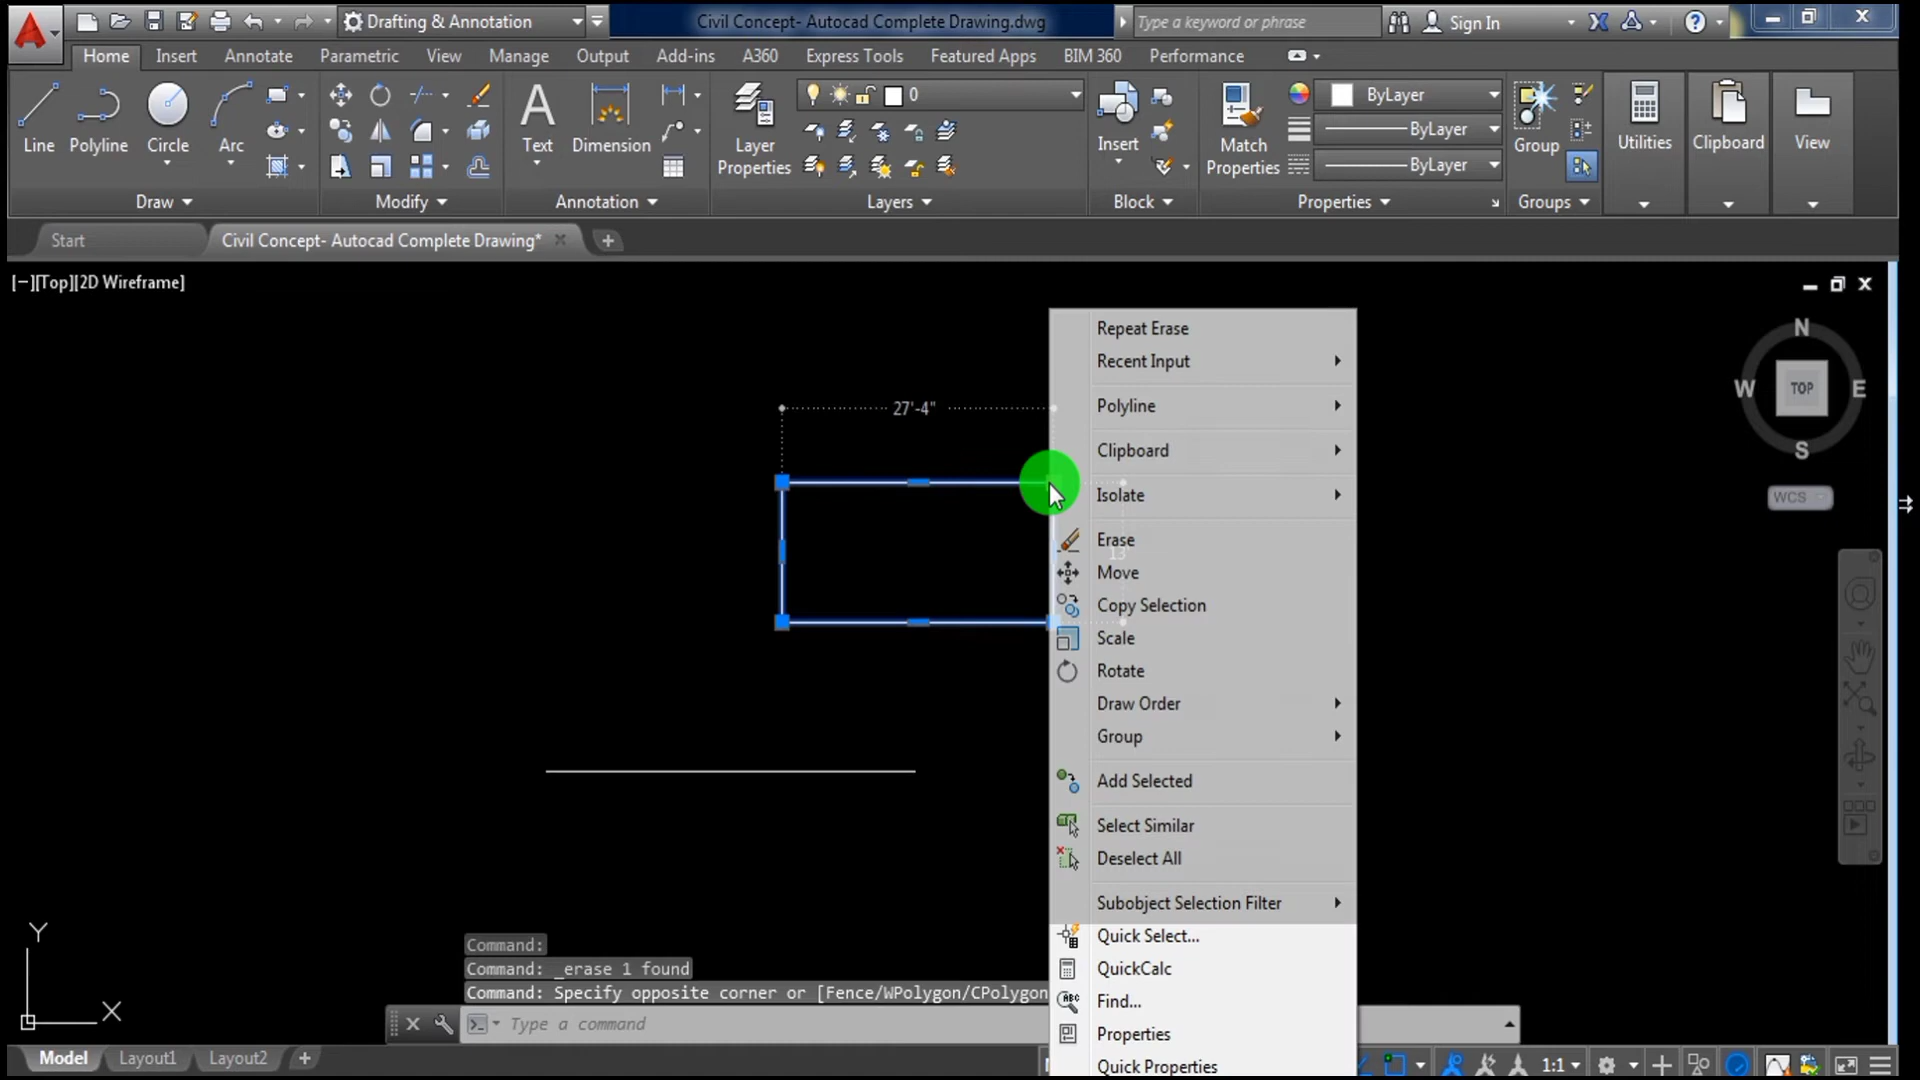 Drafting & Annotation
Civil Concept- Autocad Complete Drawing.dwg
Type a keyword or phrase
Sign In
Home Insert Annotate Parametric View Manage Output Add-ins A360 Express Tools Featured Apps BIM 360 Performance
Line Polyline Circle Arc
Text Dimension
Layer Properties
0
Insert
Match Properties
ByLayer
ByLayer
ByLayer
Group
Utilities
Clipboard
View
Draw Modify Annotation Layers Block Properties Groups
Start Civil Concept- Autocad Complete Drawing*
[−][Top][2D Wireframe]
N
W TOP E
S
WCS
27'-4"
13
Repeat Erase
Recent Input
Polyline
Clipboard
Isolate
Erase
Move
Copy Selection
Scale
Rotate
Draw Order
Group
Add Selected
Select Similar
Deselect All
Subobject Selection Filter
Quick Select...
QuickCalc
Find...
Properties
Quick Properties
Y
X
Command:
Command: _erase 1 found
Command: Specify opposite corner or [Fence/WPolygon/CPolygon
Type a command
Model Layout1 Layout2
1:1